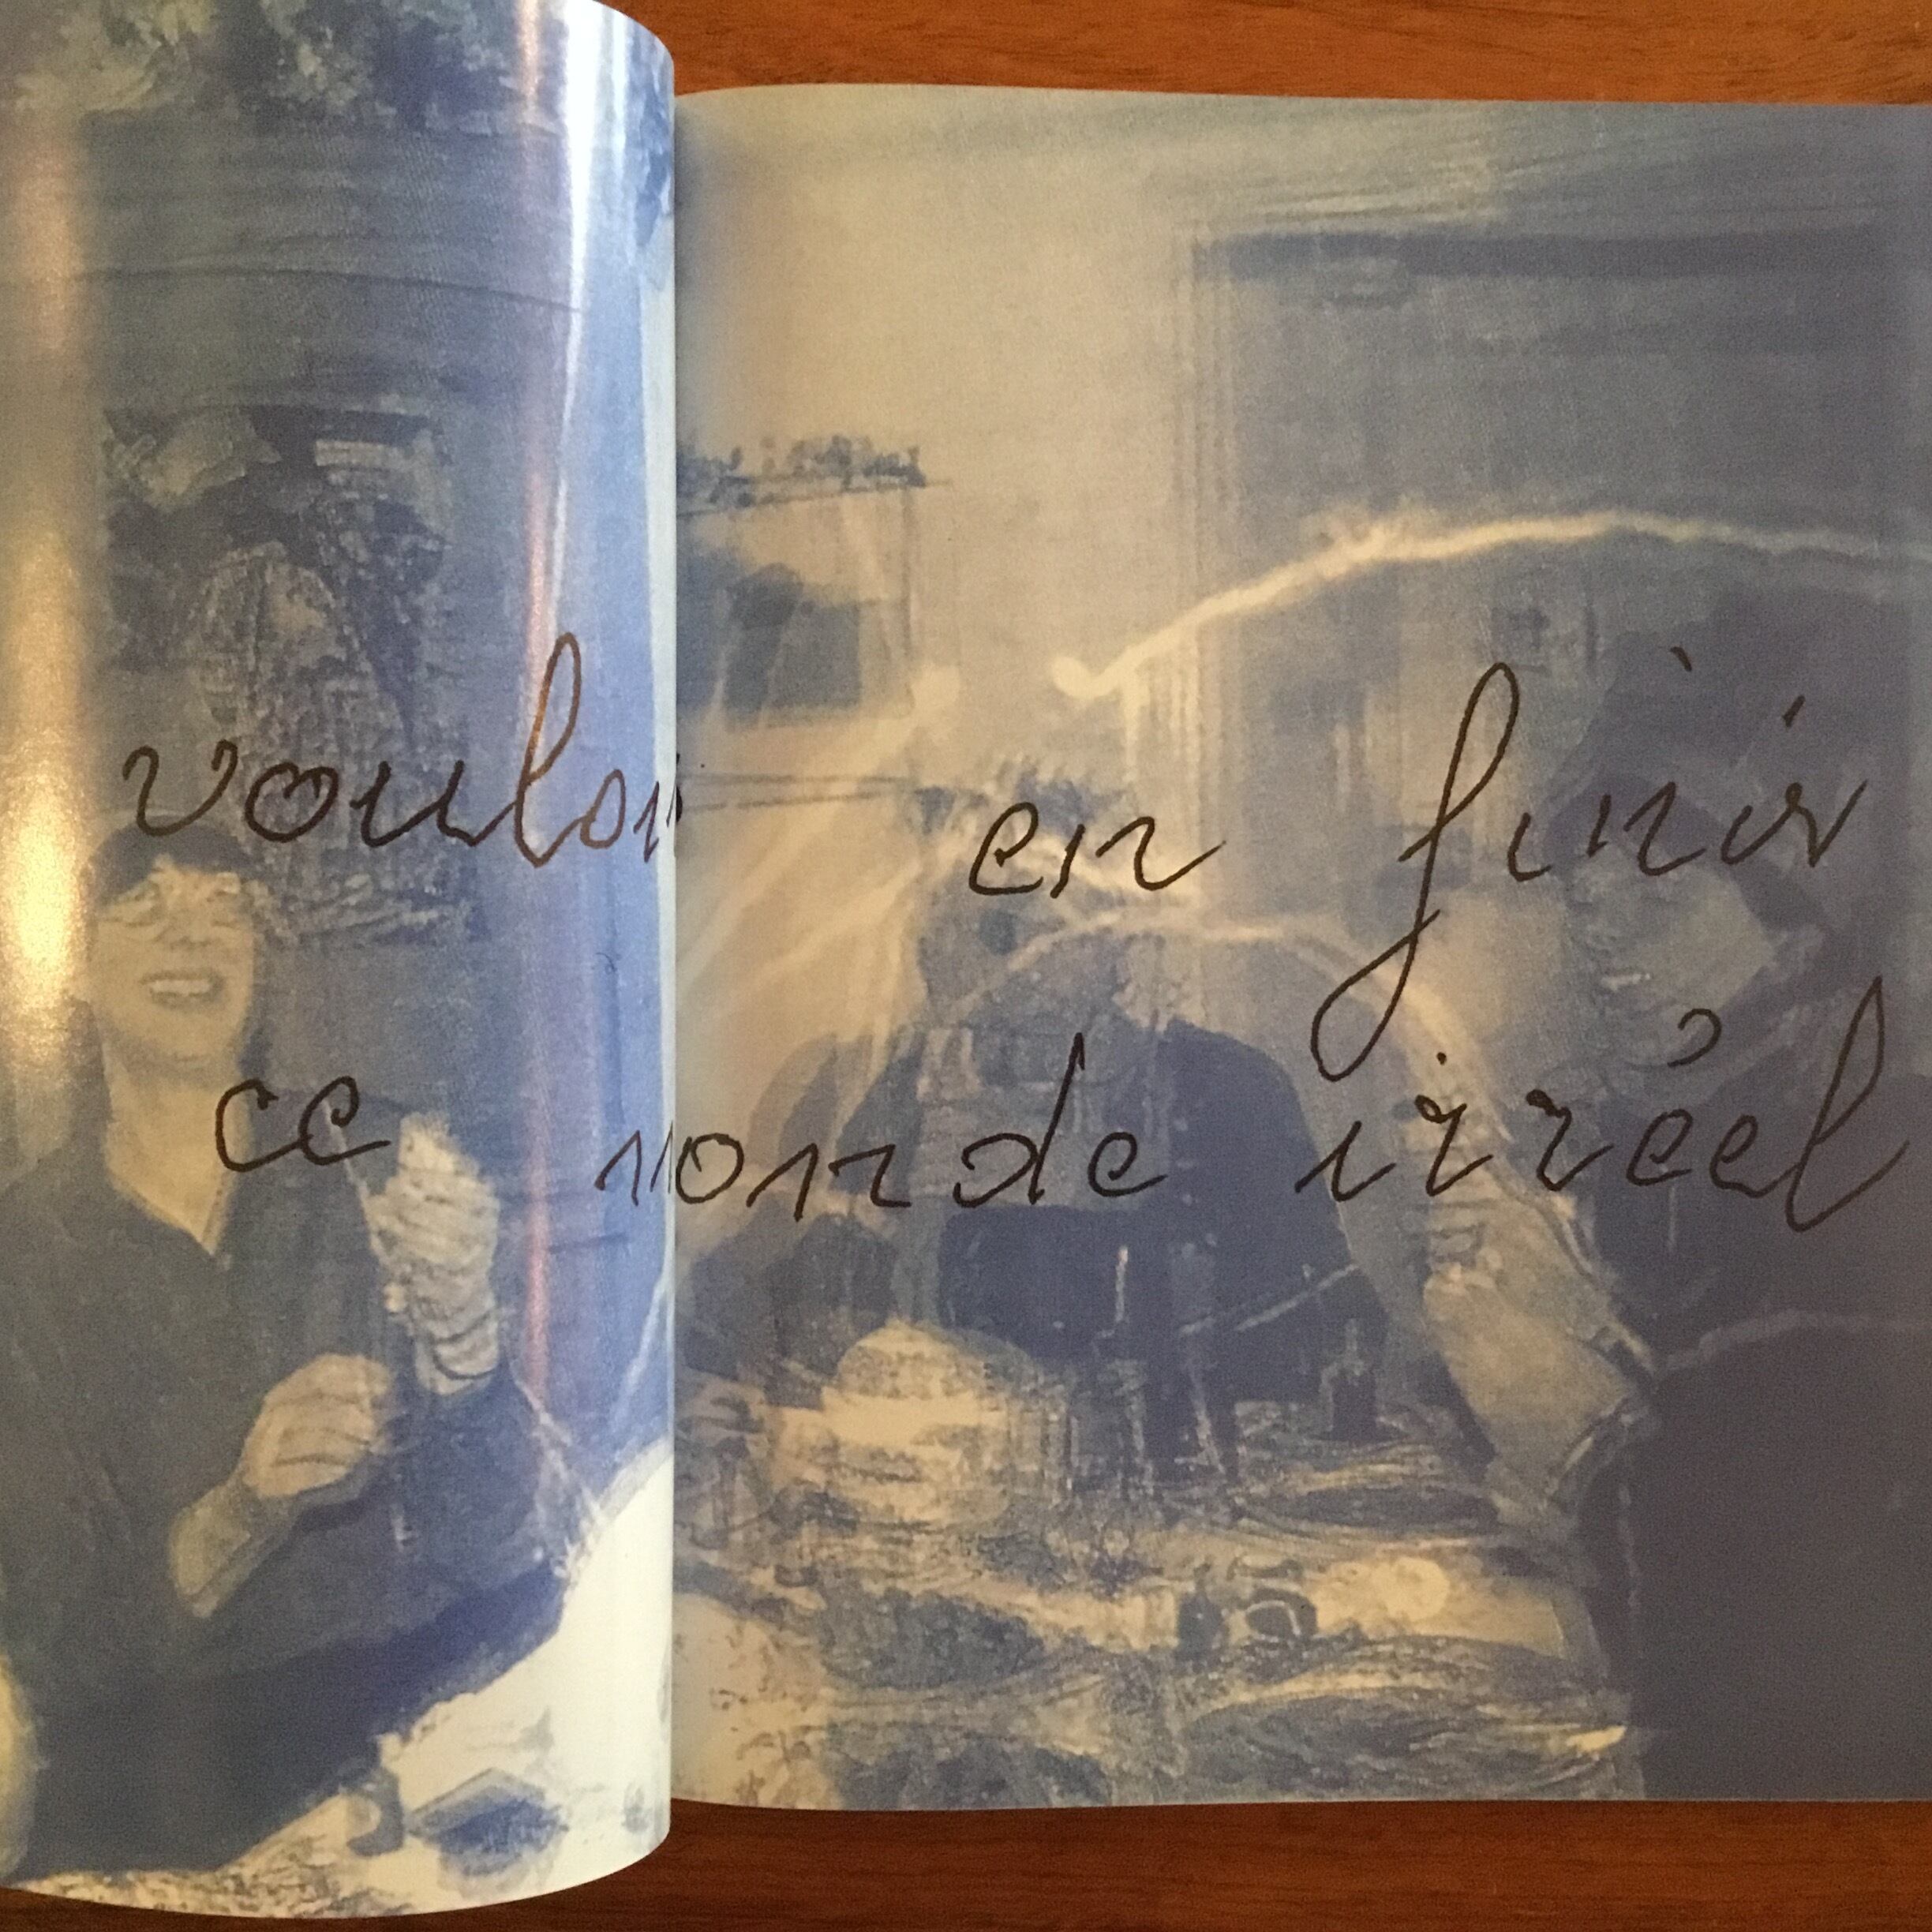 vouloir en finir
ce monde irréel